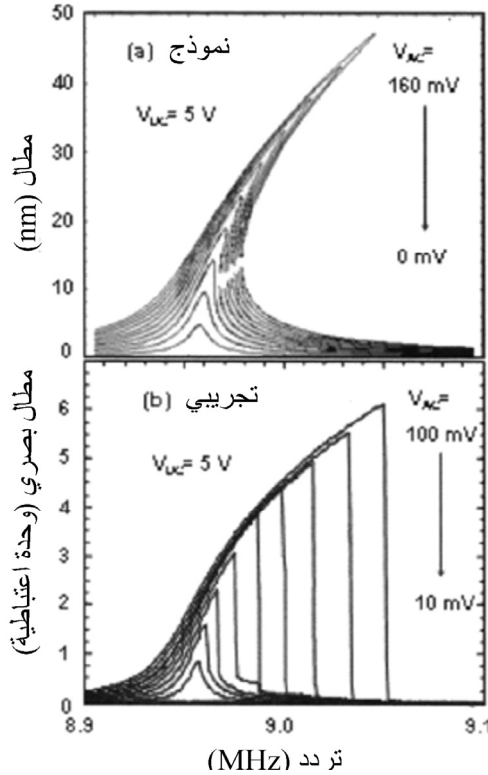 50
(a) نموذج
V_AC=
160 mV
40
V_DC= 5 V
30
مطال (nm)
20
0 mV
10
0
(b) تجريبي
V_AC=
6
100 mV
V_DC= 5 V
5
4
مطال بصري (وحدة اعتباطية)
3
2
10 mV
1
0
8.9 9.0 9.1
تردد (MHz)